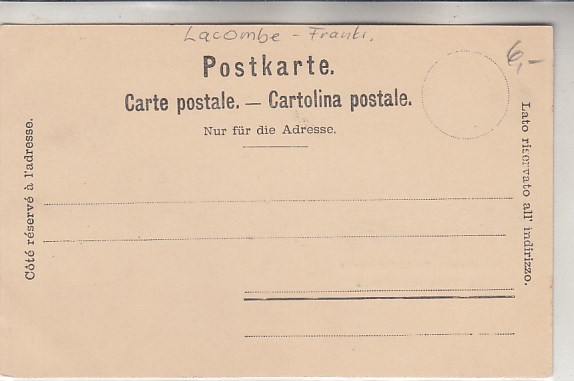 Lacombe - Frankr.
6,-
Postkarte.
Carte postale. — Cartolina postale.
Nur für die Adresse.
Côté réservé à l'adresse.
Lato riservato all' indirizzo.